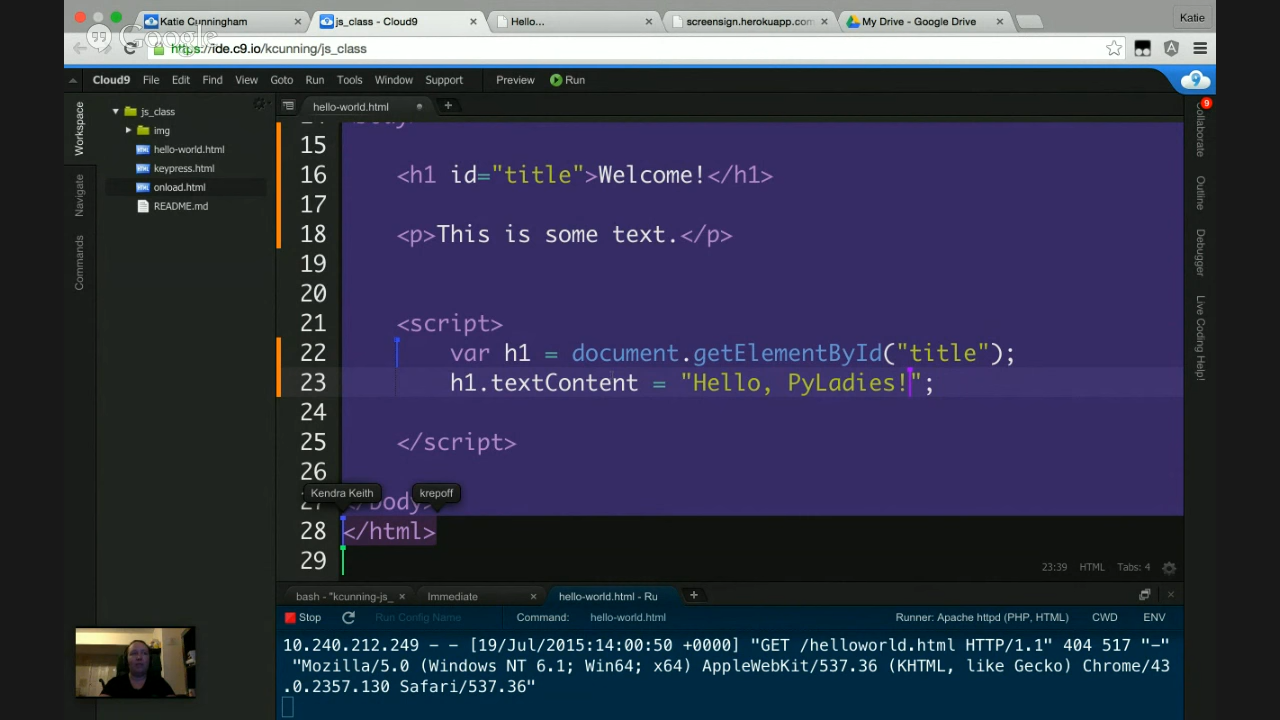 Katie Cunningham
js_class - Cloud9
Hello...
screensign.herokuapp.com
My Drive - Google Drive
Katie
Google
https://ide.c9.io/kcunning/js_class
Cloud9 File Edit Find View Goto Run Tools Window Support Preview Run
9
9
Workspace
Navigate
Commands
js_class
img
hello-world.html
keypress.html
onload.html
README.md
hello-world.html
15
16 <h1 id="title">Welcome!</h1>
17
18 <p>This is some text.</p>
19
20
21 <script>
22 var h1 = document.getElementById("title");
23 h1.textContent = "Hello, PyLadies!";
24
25 </script>
26
Kendra Keith krepoff
27 </body>
28 </html>
29
23:39 HTML Tabs: 4
Collaborate
Outline
Debugger
Live Coding Help!
bash - "kcunning-js_ Immediate hello-world.html - Ru
Stop Run Config Name Command: hello-world.html Runner: Apache httpd (PHP, HTML) CWD ENV
10.240.212.249 - - [19/Jul/2015:14:00:50 +0000] "GET /helloworld.html HTTP/1.1" 404 517 "-"
"Mozilla/5.0 (Windows NT 6.1; Win64; x64) AppleWebKit/537.36 (KHTML, like Gecko) Chrome/43
.0.2357.130 Safari/537.36"